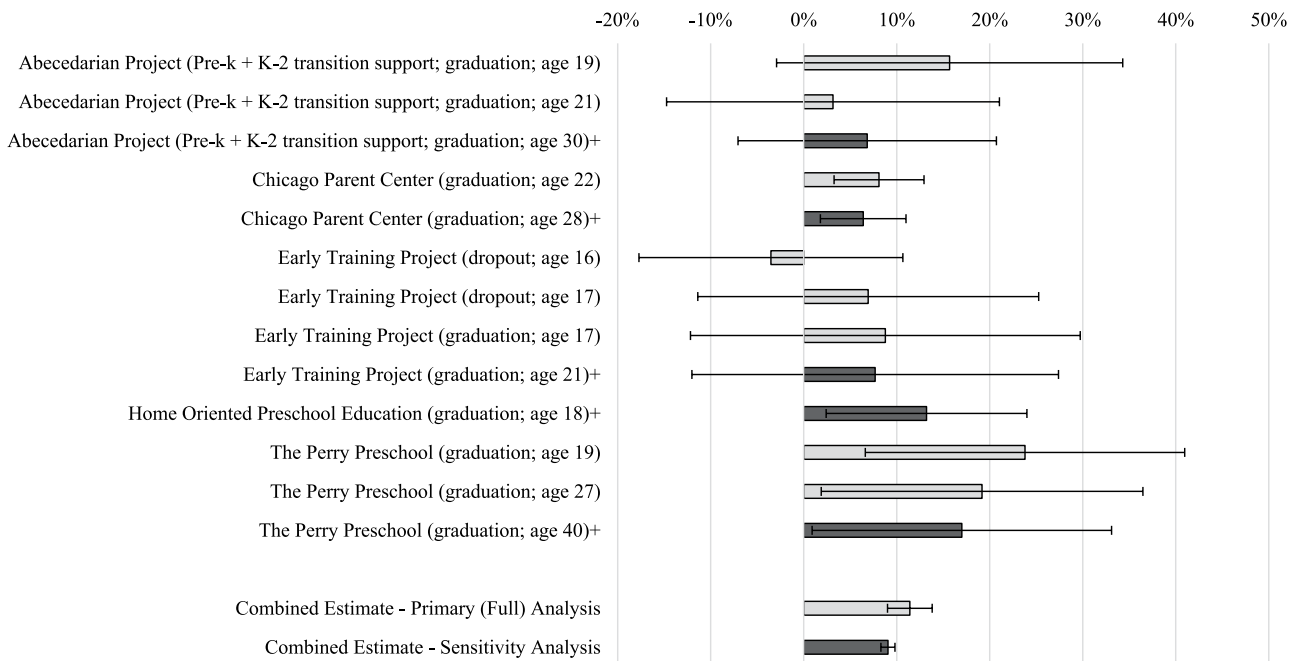 -20% -10% 0% 10% 20% 30% 40% 50%
Abecedarian Project (Pre-k + K-2 transition support; graduation; age 19)
Abecedarian Project (Pre-k + K-2 transition support; graduation; age 21)
Abecedarian Project (Pre-k + K-2 transition support; graduation; age 30)+
Chicago Parent Center (graduation; age 22)
Chicago Parent Center (graduation; age 28)+
Early Training Project (dropout; age 16)
Early Training Project (dropout; age 17)
Early Training Project (graduation; age 17)
Early Training Project (graduation; age 21)+
Home Oriented Preschool Education (graduation; age 18)+
The Perry Preschool (graduation; age 19)
The Perry Preschool (graduation; age 27)
The Perry Preschool (graduation; age 40)+
Combined Estimate - Primary (Full) Analysis
Combined Estimate - Sensitivity Analysis